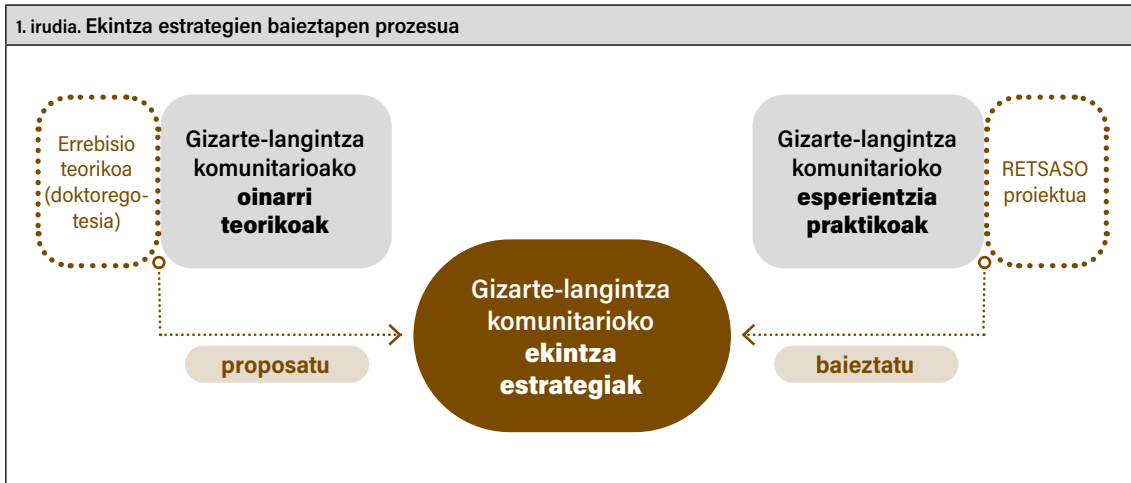 1. irudia. Ekintza estrategien baieztapen prozesua
Errebisio
teorikoa
(doktorego-
tesia)
Gizarte-langintza
komunitarioako
oinarri
teorikoak
Gizarte-langintza
komunitarioko
esperientzia
praktikoak
RETSASO
proiektua
Gizarte-langintza
komunitarioko
ekintza
estrategiak
proposatu
baieztatu